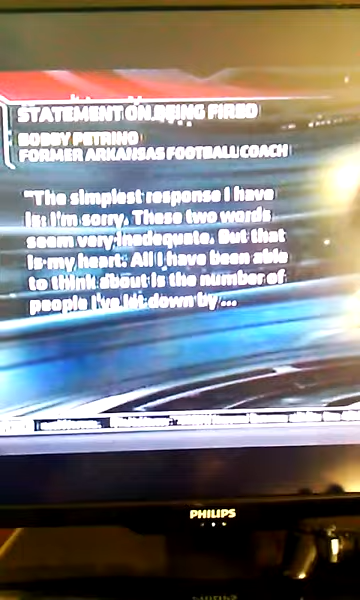 STATEMENT ON BEING FIRED
BOBBY PETRINO
FORMER ARKANSAS FOOTBALL COACH
"The simplest response I have
is: I'm sorry. These two words
seem very inadequate. But that
is my heart. All I have been able
to think about is the number of
people I've let down by ...
PHILIPS